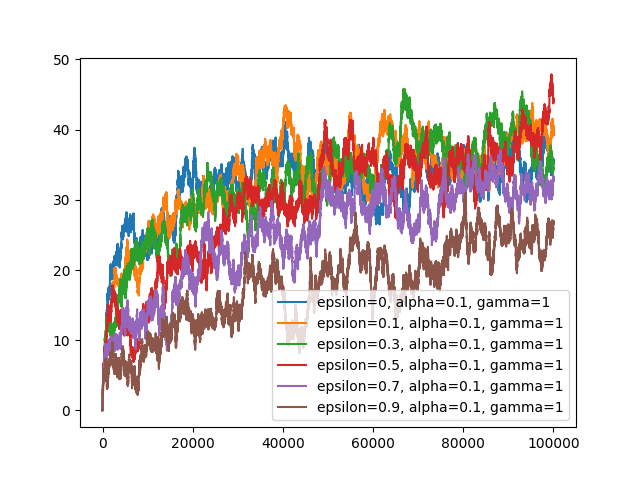 50
40
30
20
10
0
epsilon=0, alpha=0.1, gamma=1
epsilon=0.1, alpha=0.1, gamma=1
epsilon=0.3, alpha=0.1, gamma=1
epsilon=0.5, alpha=0.1, gamma=1
epsilon=0.7, alpha=0.1, gamma=1
epsilon=0.9, alpha=0.1, gamma=1
0 20000 40000 60000 80000 100000